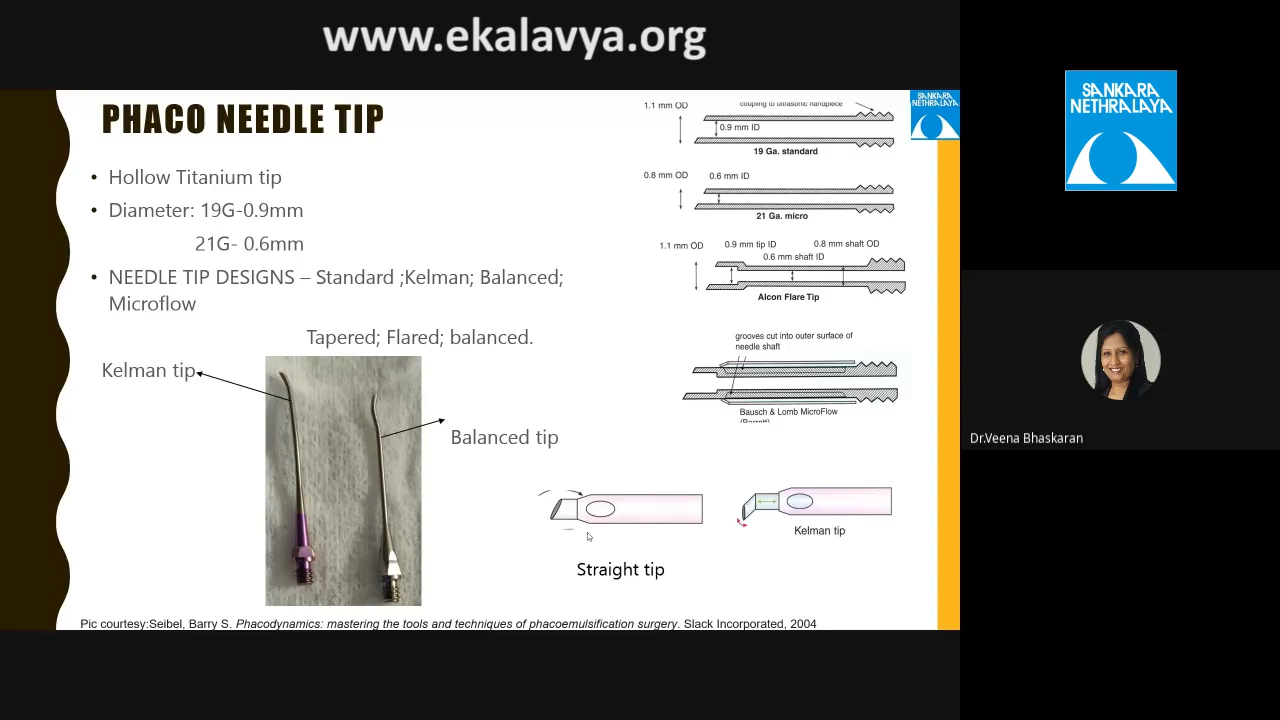 www.ekalavya.org
PHACO NEEDLE TIP
• Hollow Titanium tip
• Diameter: 19G-0.9mm
21G- 0.6mm
• NEEDLE TIP DESIGNS – Standard ;Kelman; Balanced;
Microflow
Tapered; Flared; balanced.
Kelman tip
Balanced tip
1.1 mm OD
coupling to ultrasonic handpiece
0.9 mm ID
19 Ga. standard
0.8 mm OD
0.6 mm ID
21 Ga. micro
1.1 mm OD
0.9 mm tip ID
0.8 mm shaft OD
0.6 mm shaft ID
Alcon Flare Tip
grooves cut into outer surface of
needle shaft
Bausch & Lomb MicroFlow
(Barrett)
Straight tip
Kelman tip
Pic courtesy:Seibel, Barry S. Phacodynamics: mastering the tools and techniques of phacoemulsification surgery. Slack Incorporated, 2004
SANKARA
NETHRALAYA
SANKARA
NETHRALAYA
Dr.Veena Bhaskaran